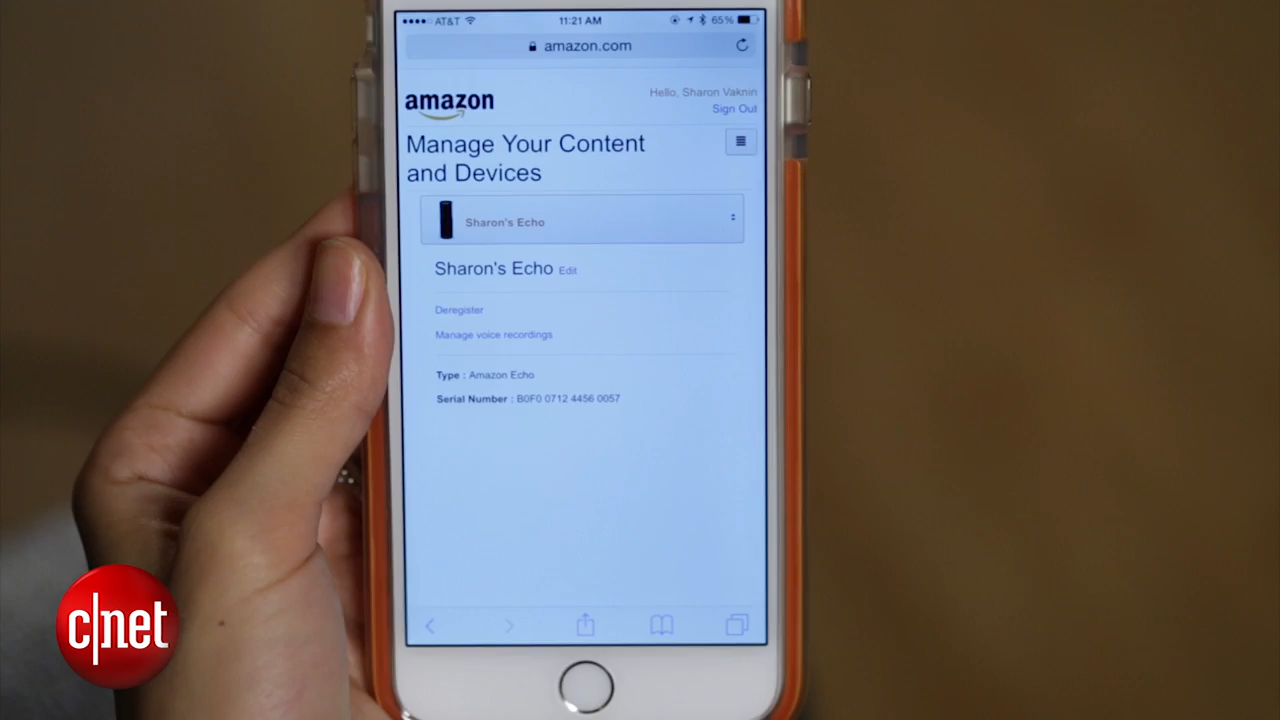 AT&T 11:21 AM 65%
amazon.com
amazon
Hello, Sharon Vaknin
Sign Out
Manage Your Content
and Devices
Sharon's Echo
Sharon's Echo Edit
Deregister
Manage voice recordings
Type : Amazon Echo
Serial Number : B0F0 0712 4456 0057
c|net